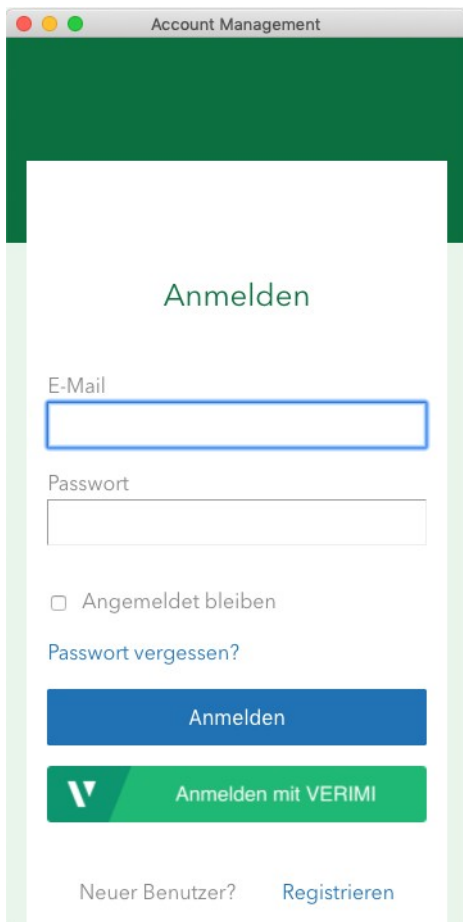 Account Management
Anmelden
E-Mail
Passwort
Angemeldet bleiben
Passwort vergessen?
Anmelden
Anmelden mit VERIMI
Neuer Benutzer? Registrieren